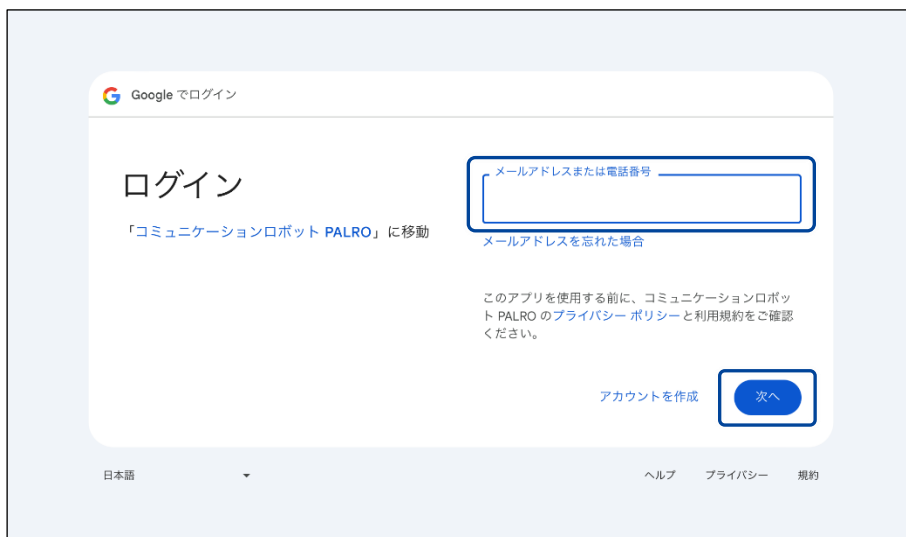 Google でログイン
ログイン
「コミュニケーションロボット PALRO」に移動
メールアドレスまたは電話番号
メールアドレスを忘れた場合
このアプリを使用する前に、コミュニケーションロボッ
ト PALRO のプライバシー ポリシーと利用規約をご確認
ください。
アカウントを作成
次へ
日本語
ヘルプ
プライバシー
規約